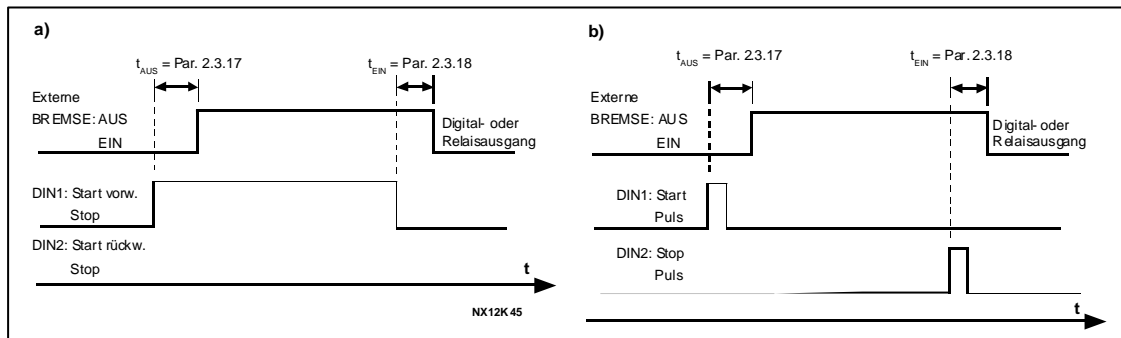 a)
t_AUS = Par. 2.3.17
t_EIN = Par. 2.3.18
Externe
BREMSE: AUS
EIN
Digital- oder
Relaisausgang
DIN1: Start vorw.
Stop
DIN2: Start rückw.
Stop
t
NX12K45
b)
t_AUS = Par. 2.3.17
t_EIN = Par. 2.3.18
Externe
BREMSE: AUS
EIN
Digital- oder
Relaisausgang
DIN1: Start
Puls
DIN2: Stop
Puls
t